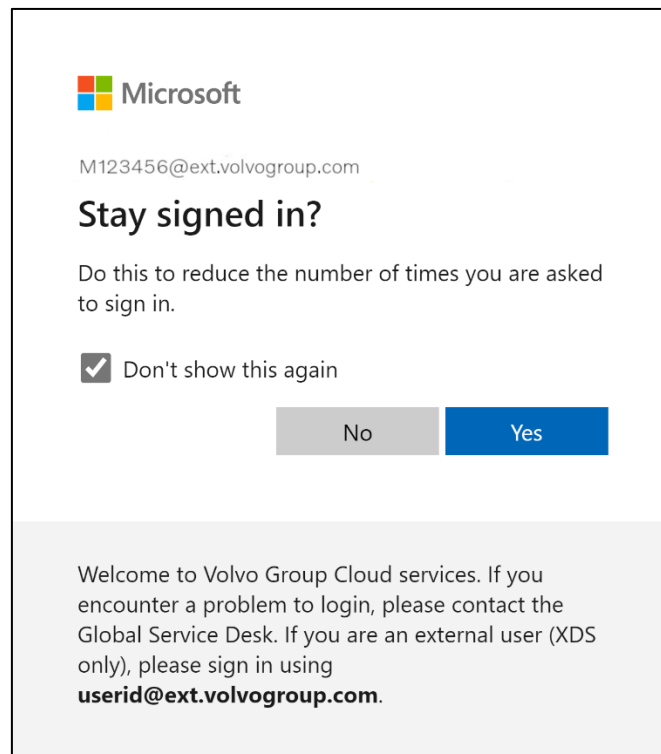 Microsoft
M123456@ext.volvogroup.com
Stay signed in?
Do this to reduce the number of times you are asked
to sign in.
Don't show this again
No
Yes
Welcome to Volvo Group Cloud services. If you
encounter a problem to login, please contact the
Global Service Desk. If you are an external user (XDS
only), please sign in using
userid@ext.volvogroup.com.